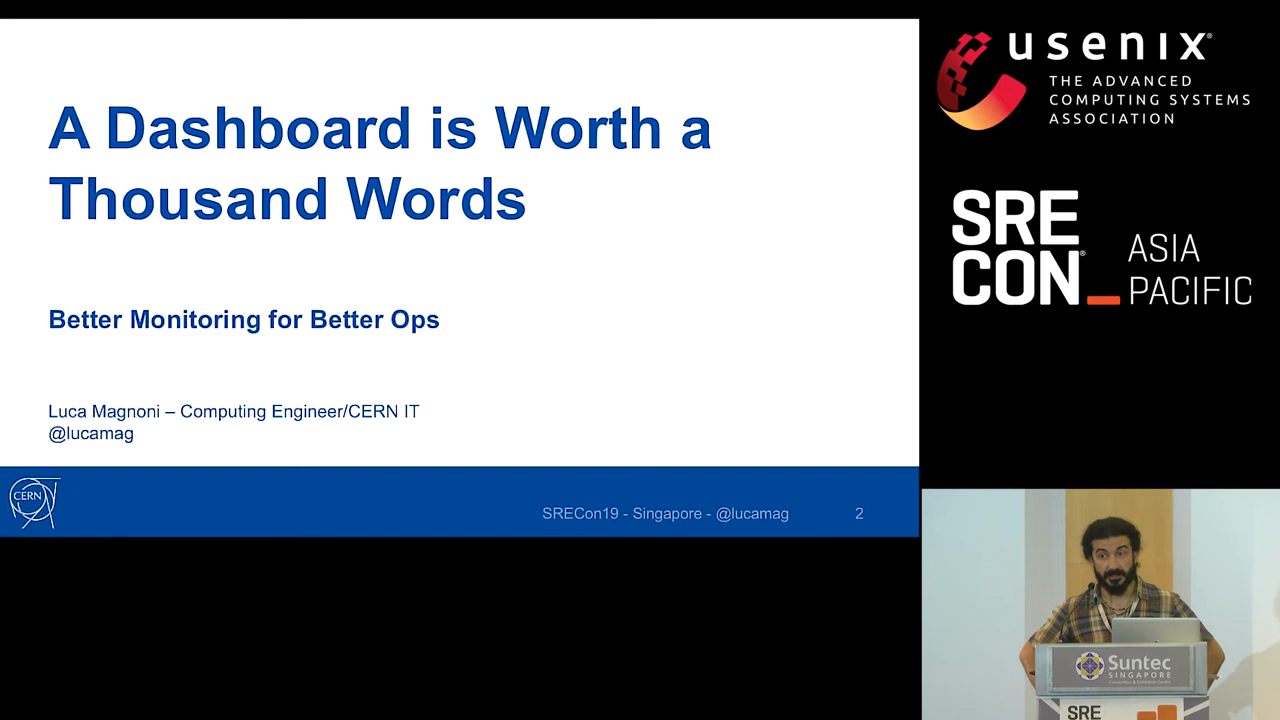 A Dashboard is Worth a
Thousand Words
Better Monitoring for Better Ops
Luca Magnoni – Computing Engineer/CERN IT
@lucamag
CERN
SRECon19 - Singapore - @lucamag
2
usenix®
THE ADVANCED
COMPUTING SYSTEMS
ASSOCIATION
SRE
CON®_
ASIA
PACIFIC
Suntec
SINGAPORE
SRE